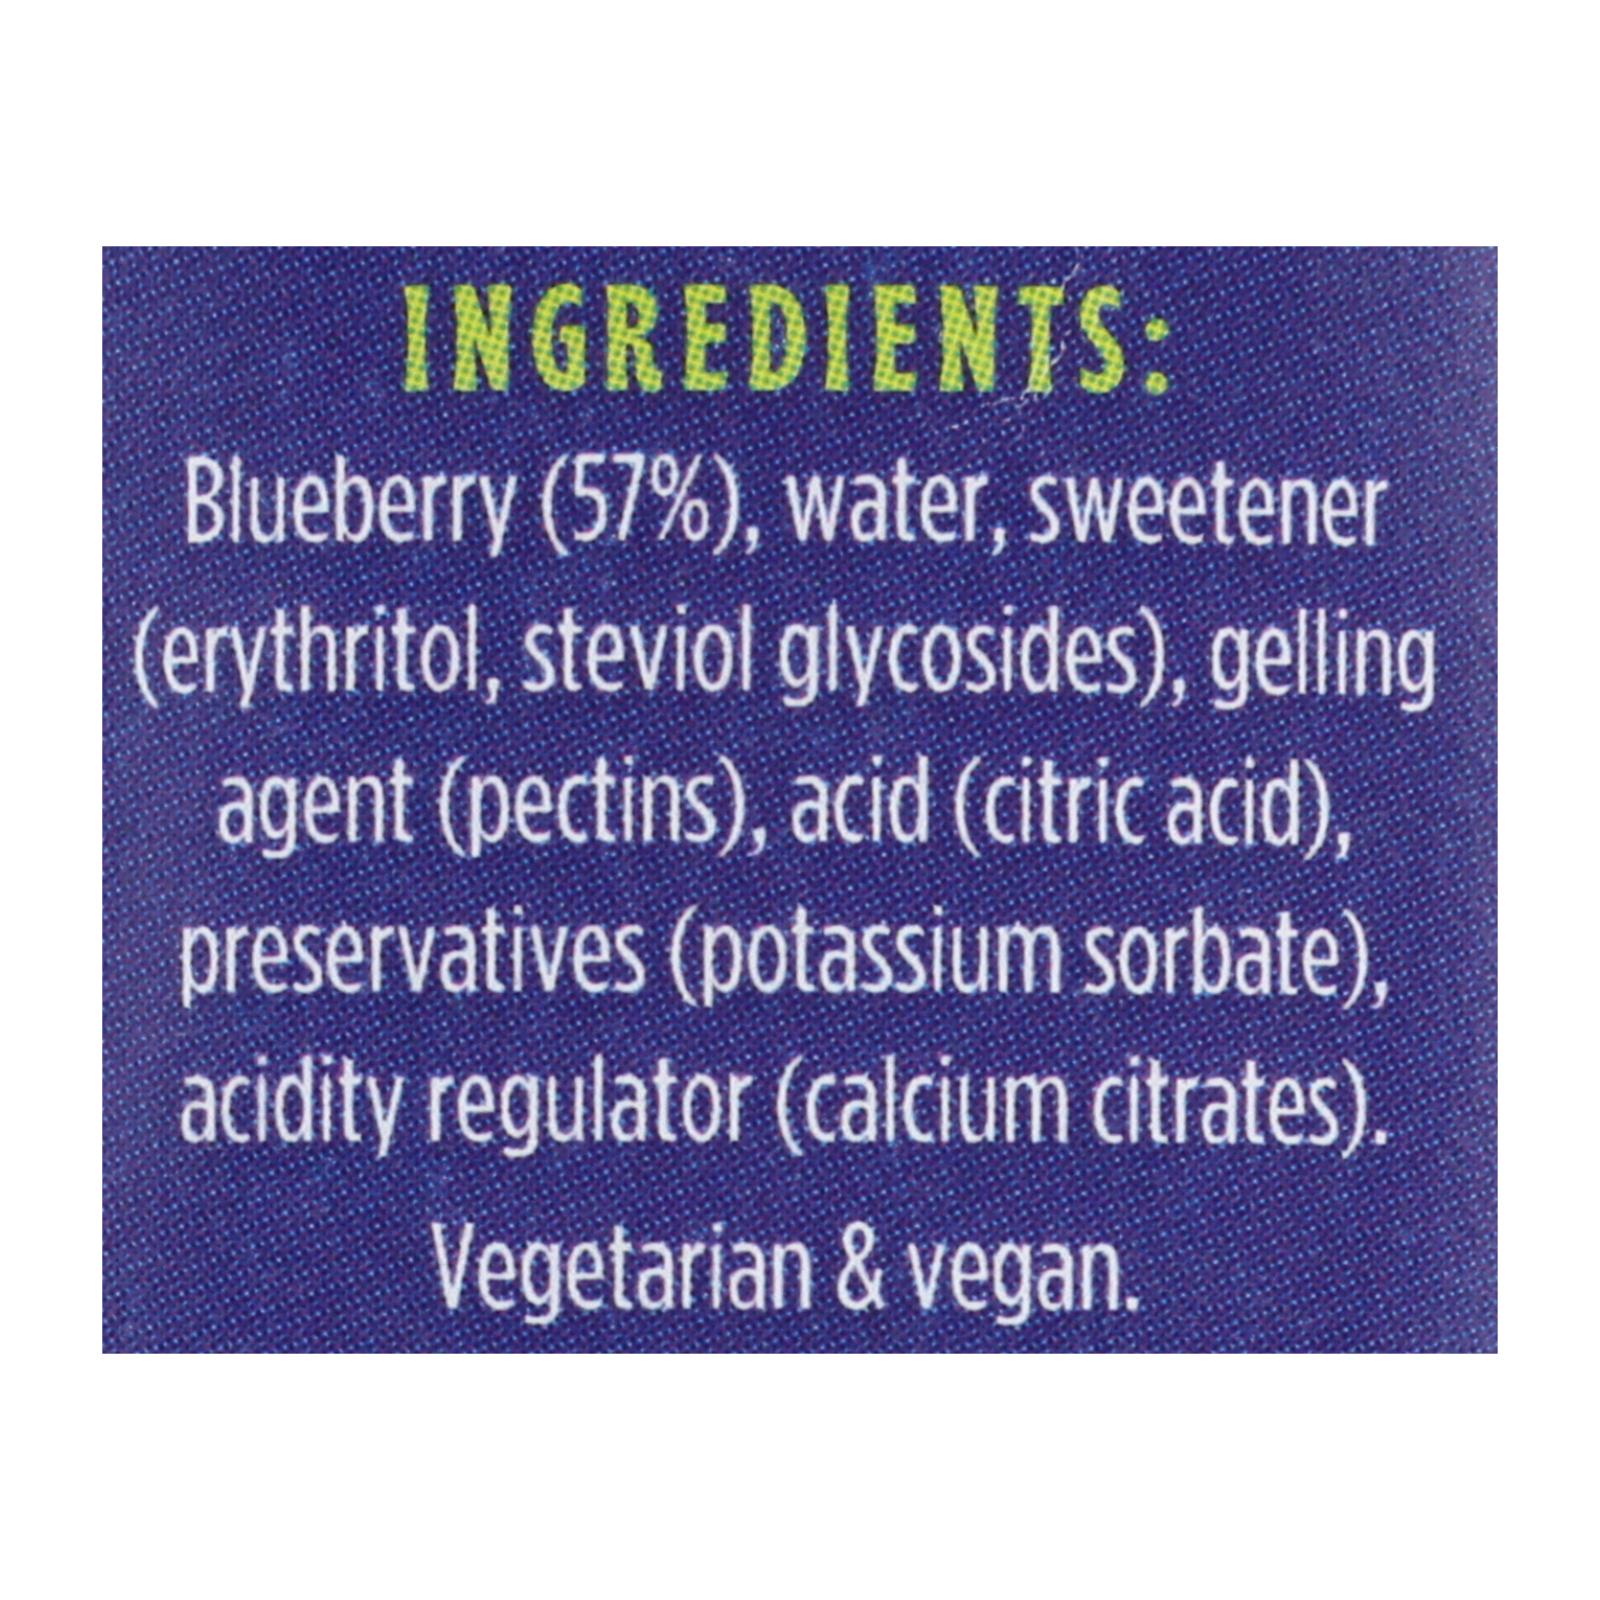 INGREDIENTS:
Blueberry (57%), water, sweetener
(erythritol, steviol glycosides), gelling
agent (pectins), acid (citric acid),
preservatives (potassium sorbate),
acidity regulator (calcium citrates).
Vegetarian & vegan.